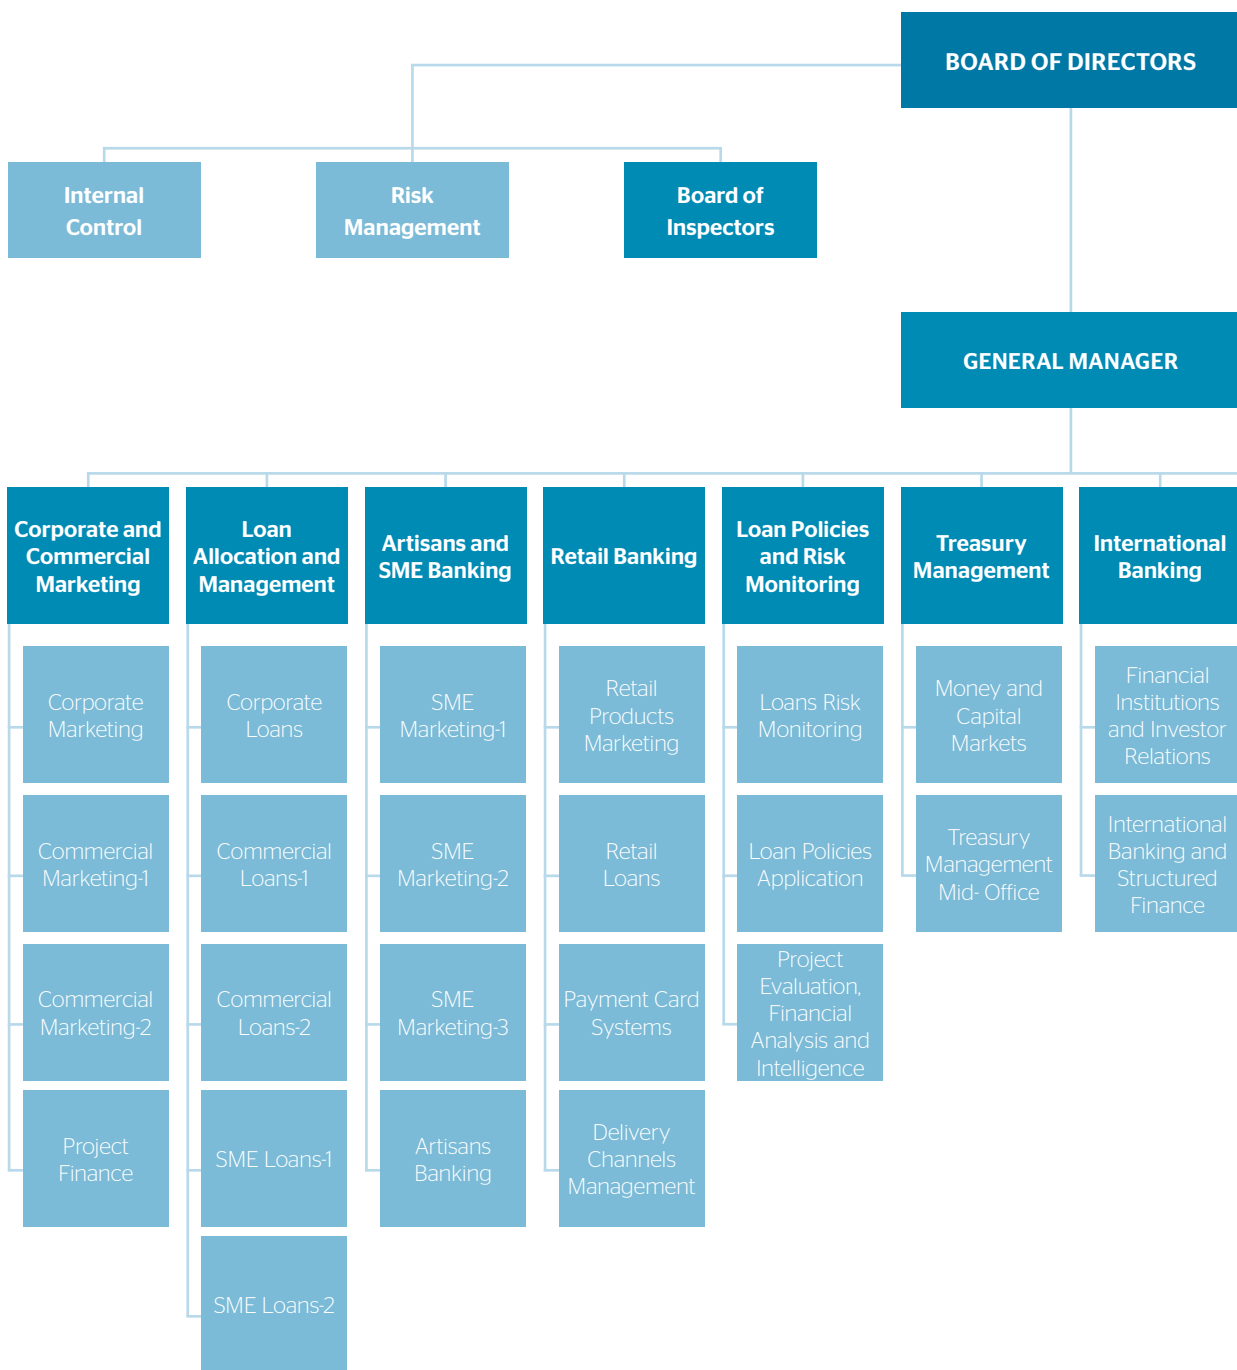 BOARD OF DIRECTORS
Internal
Control
Risk
Management
Board of
Inspectors
GENERAL MANAGER
Corporate and
Commercial
Marketing
Loan
Allocation and
Management
Artisans and
SME Banking
Retail Banking
Loan Policies
and Risk
Monitoring
Treasury
Management
International
Banking
Corporate
Marketing
Corporate
Loans
SME
Marketing-1
Retail
Products
Marketing
Loans Risk
Monitoring
Money and
Capital
Markets
Financial
Institutions
and Investor
Relations
Commercial
Marketing-1
Commercial
Loans-1
SME
Marketing-2
Retail
Loans
Loan Policies
Application
Treasury
Management
Mid- Office
International
Banking and
Structured
Finance
Commercial
Marketing-2
Commercial
Loans-2
SME
Marketing-3
Payment Card
Systems
Project
Evaluation,
Financial
Analysis and
Intelligence
Project
Finance
SME Loans-1
Artisans
Banking
Delivery
Channels
Management
SME Loans-2